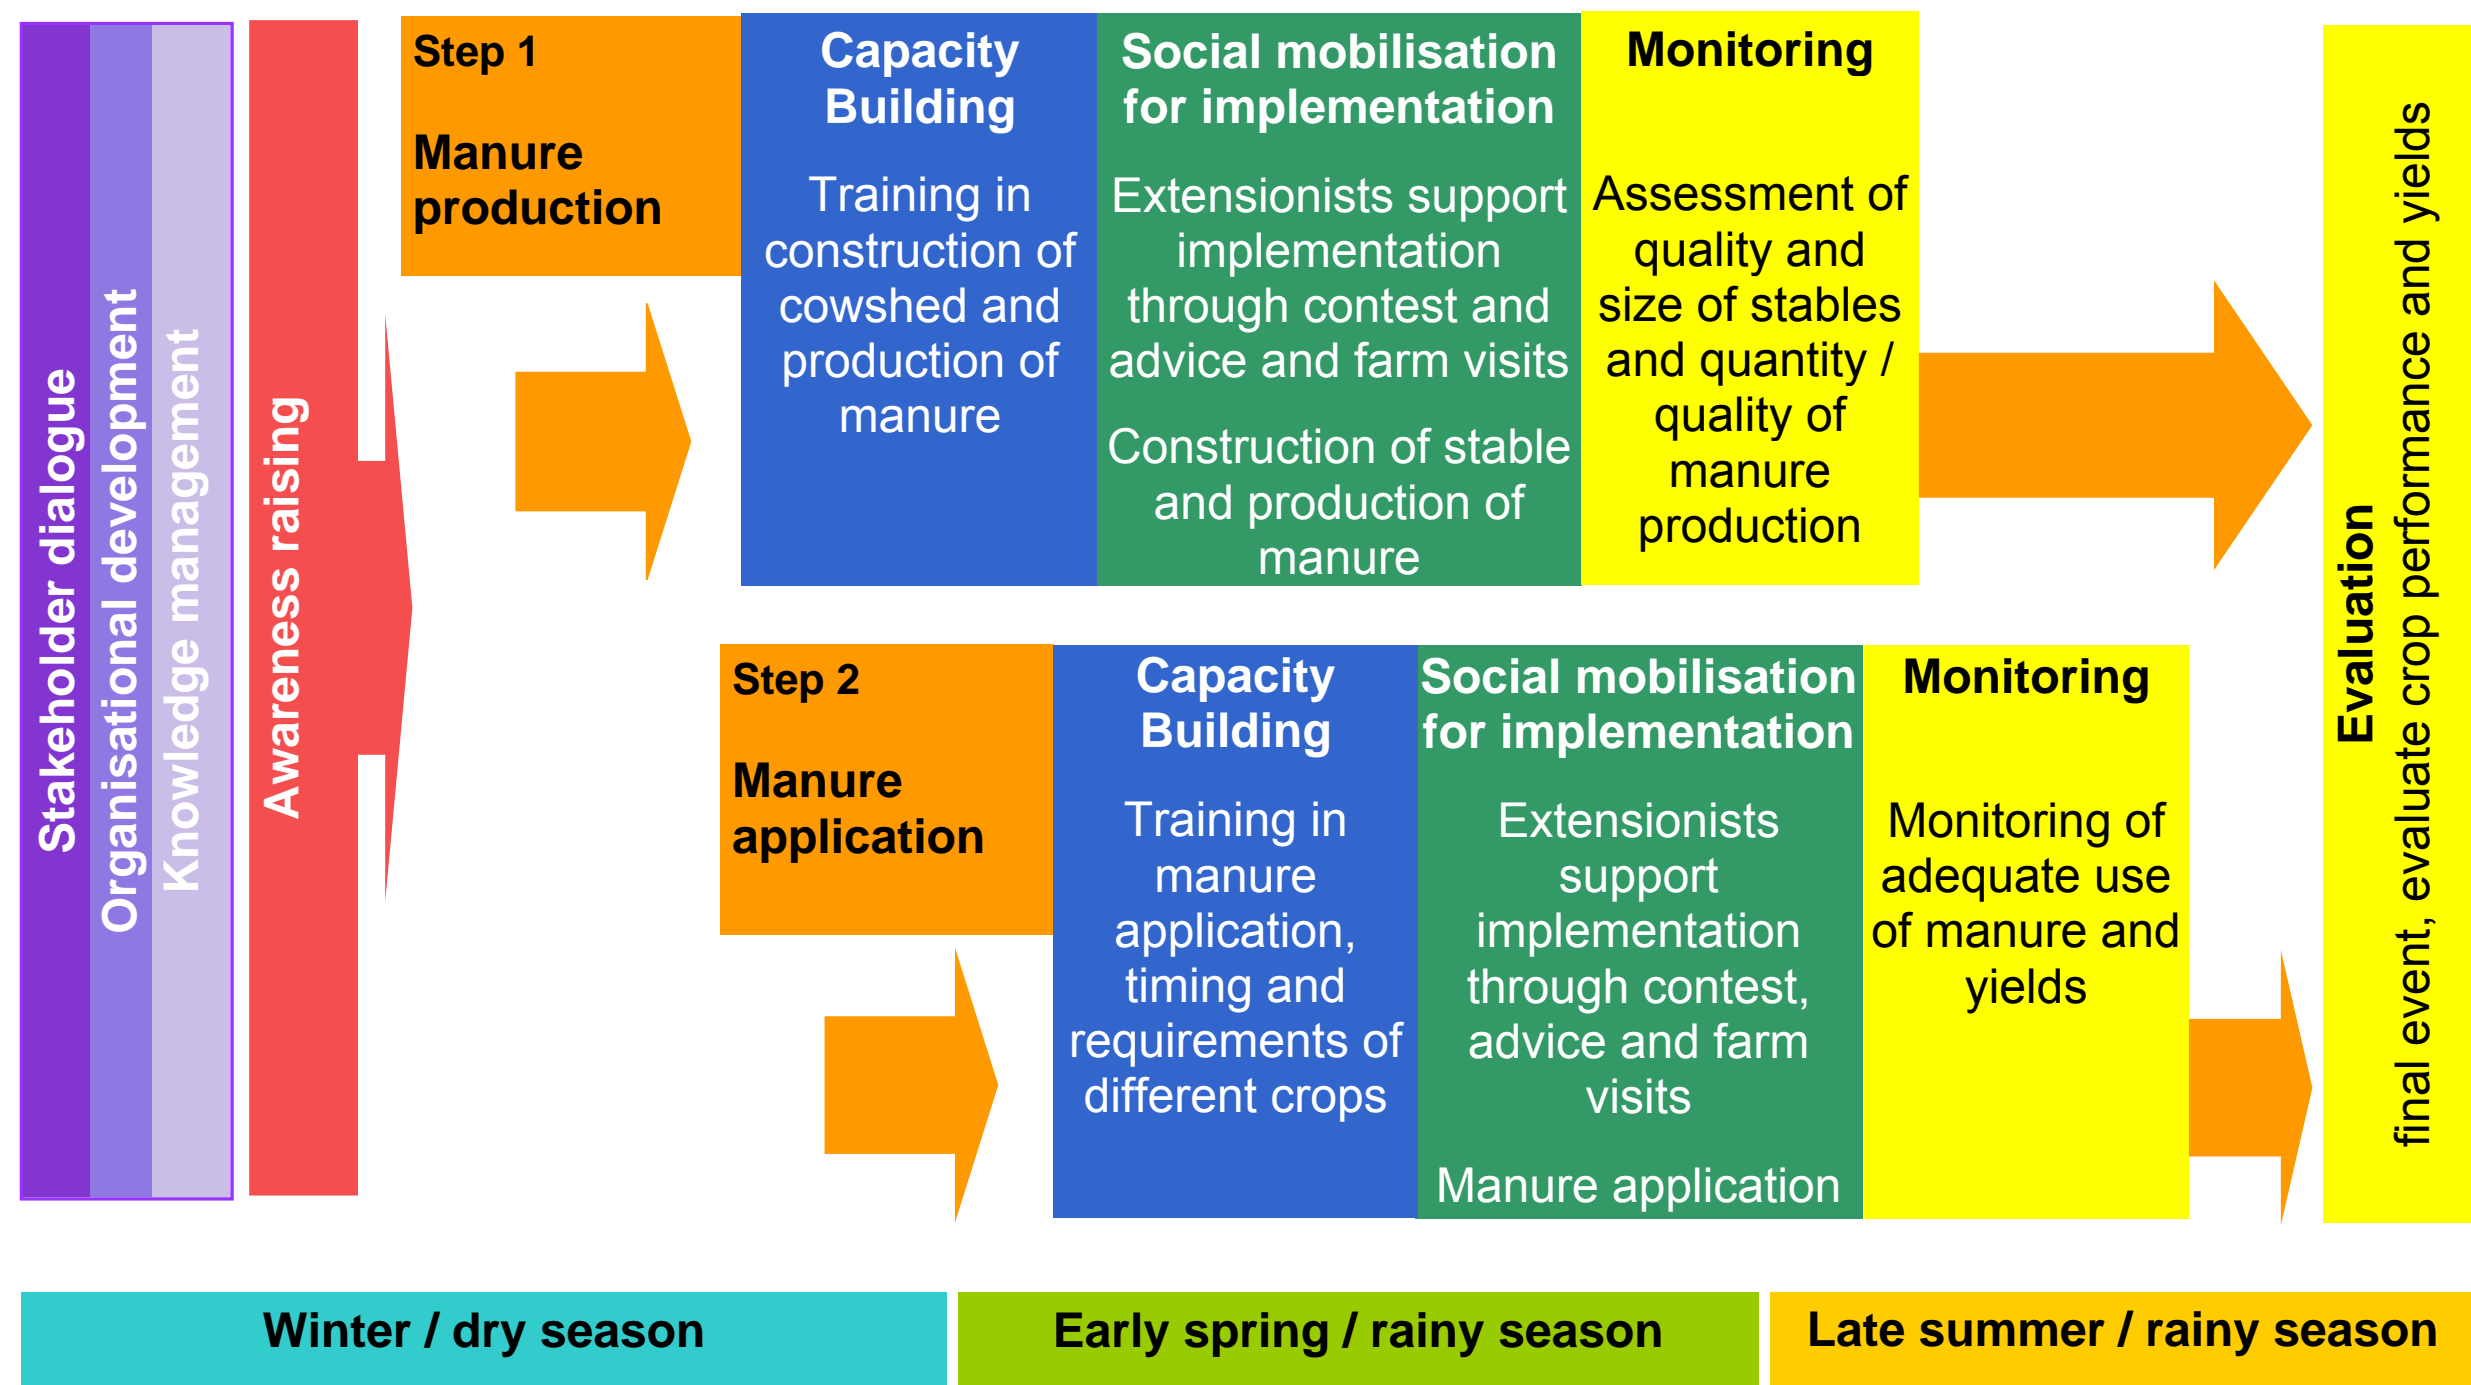 Stakeholder dialogue
Organisational development
Knowledge management
Awareness raising
Step 1
Manure
production
Capacity
Building
Training in
construction of
cowshed and
production of
manure
Social mobilisation
for implementation
Extensionists support
implementation
through contest and
advice and farm visits
Construction of stable
and production of
manure
Monitoring
Assessment of
quality and
size of stables
and quantity /
quality of
manure
production
Step 2
Manure
application
Capacity
Building
Training in
manure
application,
timing and
requirements of
different crops
Social mobilisation
for implementation
Extensionists
support
implementation
through contest,
advice and farm
visits
Manure application
Monitoring
Monitoring of
adequate use
of manure and
yields
Evaluation
final event, evaluate crop performance and yields
Winter / dry season
Early spring / rainy season
Late summer / rainy season